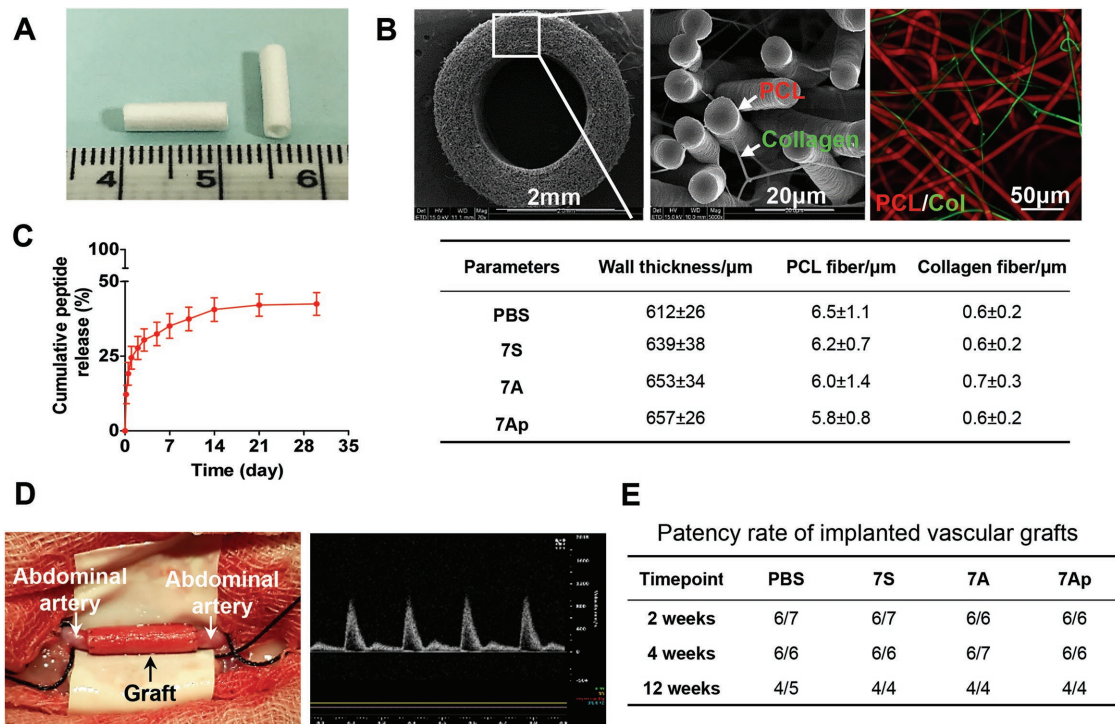 A
4 5 6
B
2mm
PCL
Collagen
20μm
PCL/Col
50μm
C
Cumulative peptide
release (%)
100
50
25
0
0 7 14 21 28 35
Time (day)
Parameters Wall thickness/μm PCL fiber/μm Collagen fiber/μm
PBS 612±26 6.5±1.1 0.6±0.2
7S 639±38 6.2±0.7 0.6±0.2
7A 653±34 6.0±1.4 0.7±0.3
7Ap 657±26 5.8±0.8 0.6±0.2
D
Abdominal
artery
Abdominal
artery
Graft
E
Patency rate of implanted vascular grafts
Timepoint PBS 7S 7A 7Ap
2 weeks 6/7 6/7 6/6 6/6
4 weeks 6/6 6/6 6/7 6/6
12 weeks 4/5 4/4 4/4 4/4